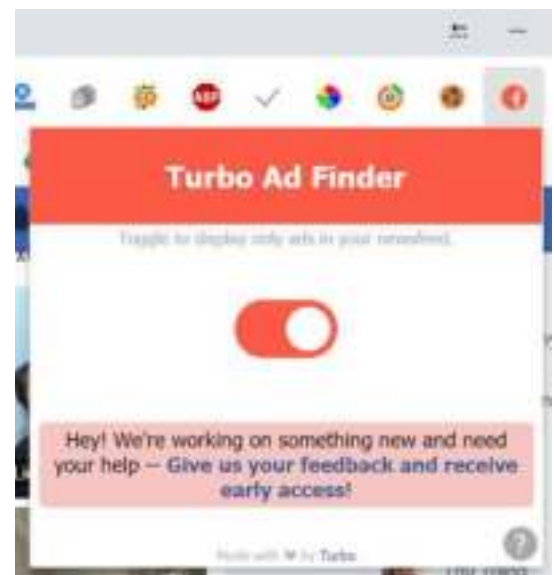 ABP
Turbo Ad Finder
Toggle to display only ads in your newsfeed.
Hey! We're working on something new and need
your help — Give us your feedback and receive
early access!
Made with ♥ by Turbo
?